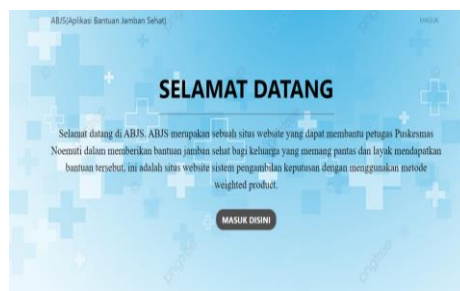 ABJS(Aplikasi Bantuan Jamban Sehat)
MASUK
SELAMAT DATANG
Selamat datang di ABJS. ABJS merupakan sebuah situs website yang dapat membantu petugas Puskesmas
Noemuti dalam memberikan bantuan jamban sehat bagi keluarga yang memang pantas dan layak mendapatkan
bantuan tersebut, ini adalah situs website sistem pengambilan keputusan dengan menggunakan metode
weighted product.
MASUK DISINI